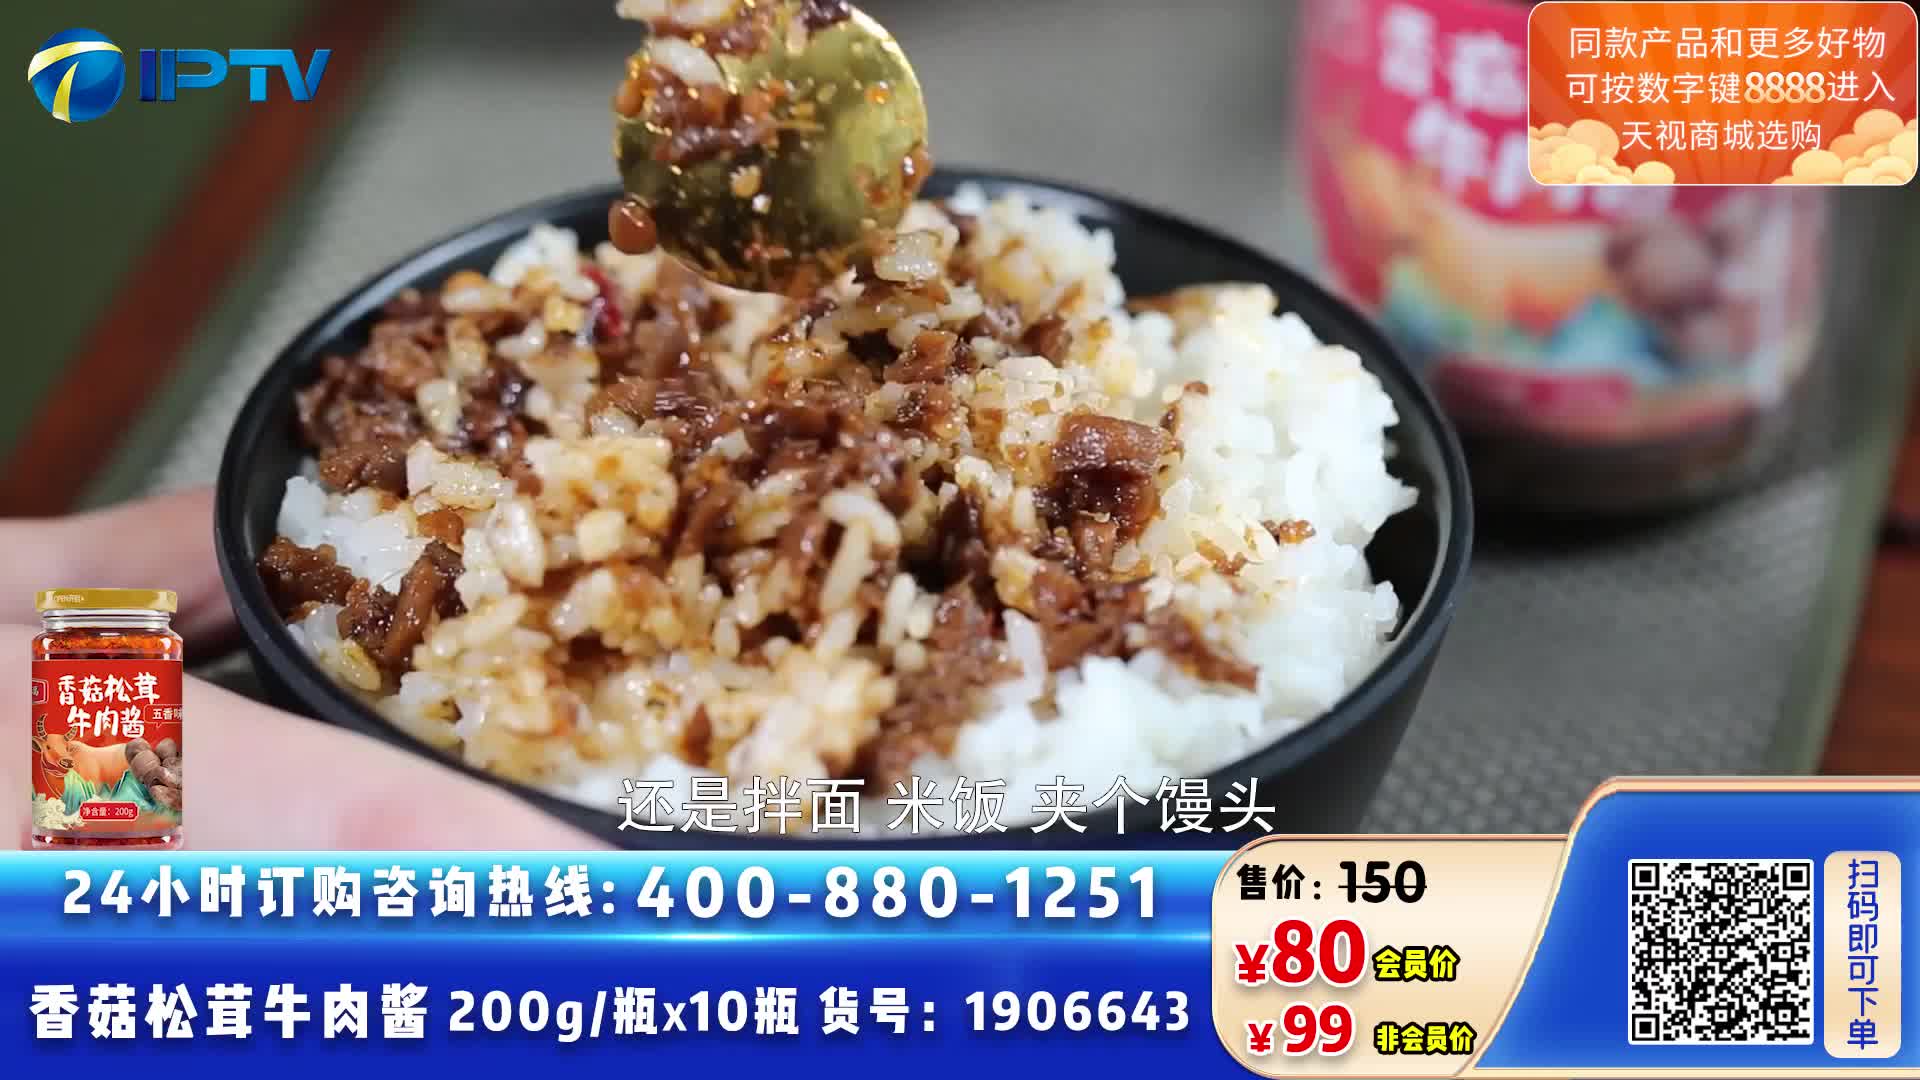 IPTV
同款产品和更多好物
可按数字键8888进入
天视商城选购
香菇
牛肉酱
香菇松茸
牛肉酱
五香味
净含量：200g
还是拌面 米饭 夹个馒头
24小时订购咨询热线：400-880-1251
香菇松茸牛肉酱 200g/瓶x10瓶 货号：1906643
售价：150
¥80 会员价
¥99 非会员价
扫码即可下单